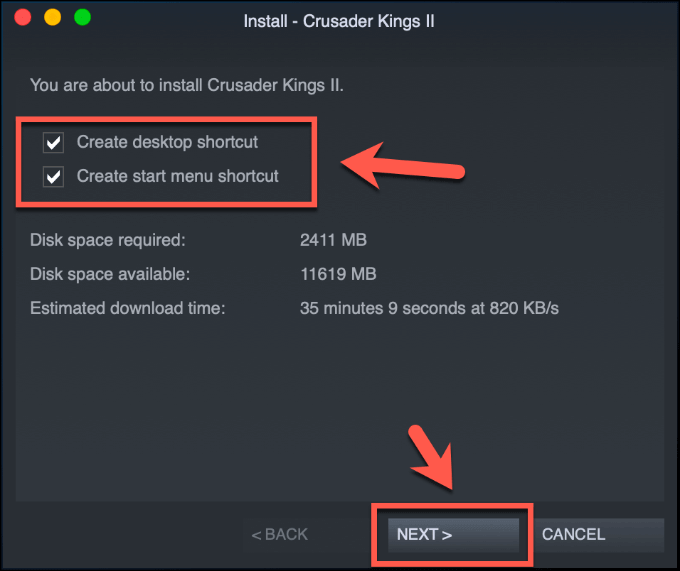 Install - Crusader Kings II
You are about to install Crusader Kings II.
Create desktop shortcut
Create start menu shortcut
Disk space required: 2411 MB
Disk space available: 11619 MB
Estimated download time: 35 minutes 9 seconds at 820 KB/s
< BACK NEXT > CANCEL